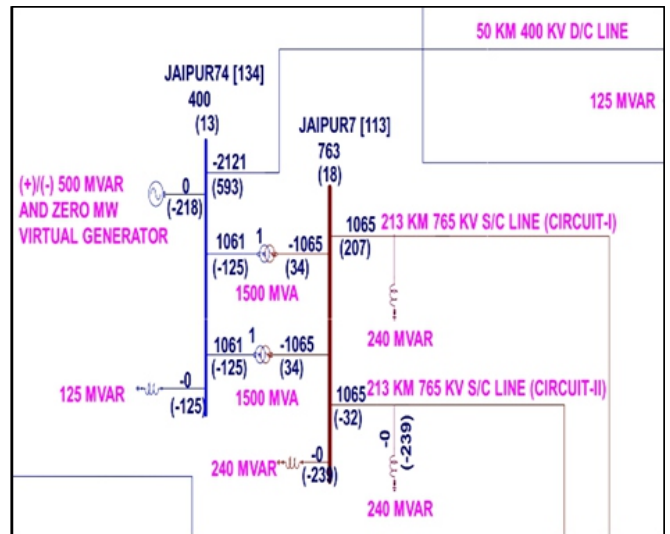 50 KM 400 KV D/C LINE
JAIPUR74 [134]
400
(13)
125 MVAR
JAIPUR7 [113]
763
(18)
-2121
(593)
(+)/(-) 500 MVAR
AND ZERO MW
VIRTUAL GENERATOR
0
(-218)
1065
(207)
213 KM 765 KV S/C LINE (CIRCUIT-I)
1061
(-125)
1
-1065
(34)
1500 MVA
240 MVAR
1061
(-125)
1
-1065
(34)
1500 MVA
125 MVAR
-0
(-125)
1065
(-32)
213 KM 765 KV S/C LINE (CIRCUIT-II)
-0
(-239)
240 MVAR
-0
(-239)
240 MVAR